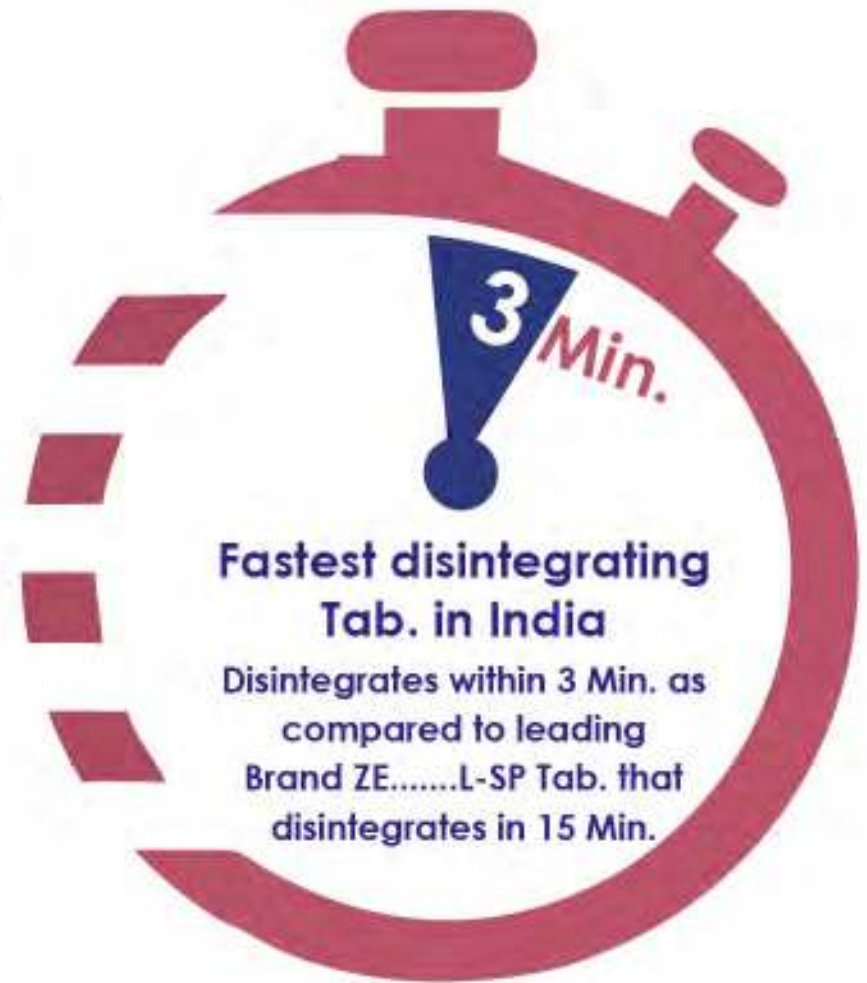 3 Min.
Fastest disintegrating
Tab. in India
Disintegrates within 3 Min. as
compared to leading
Brand ZE.......L-SP Tab. that
disintegrates in 15 Min.